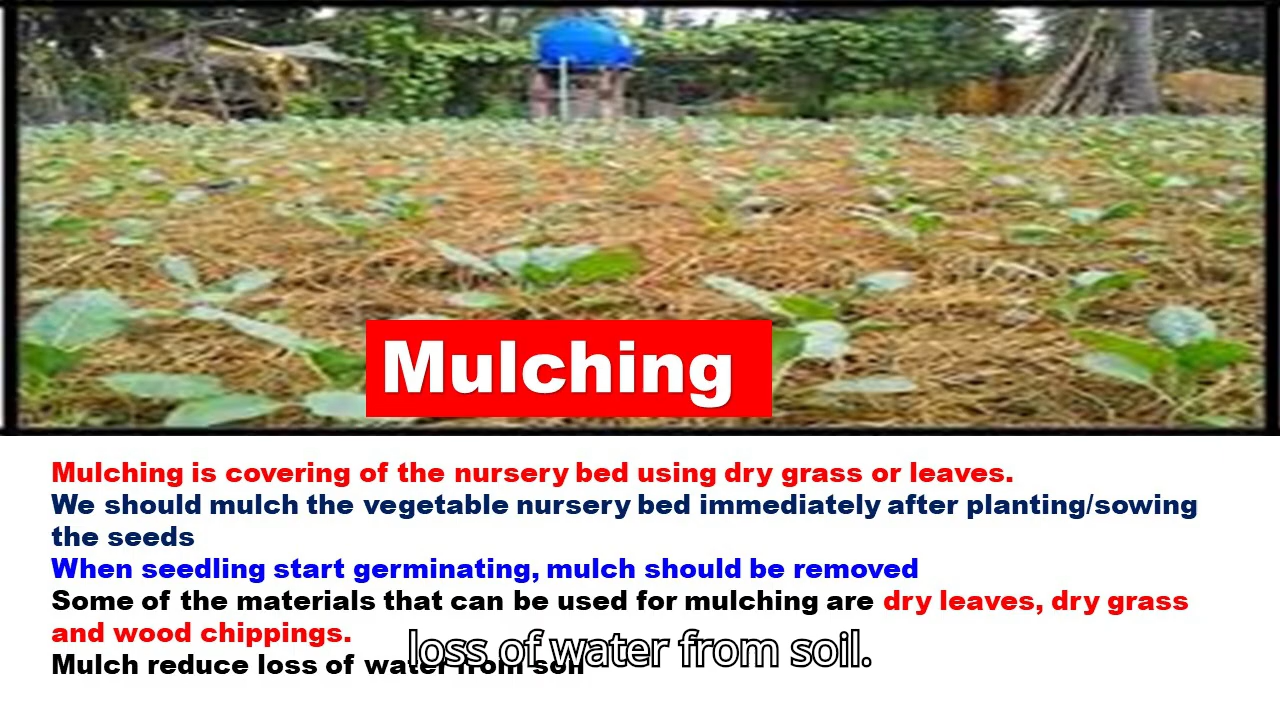 Mulching
Mulching is covering of the nursery bed using dry grass or leaves.
We should mulch the vegetable nursery bed immediately after planting/sowing
the seeds
When seedling start germinating, mulch should be removed
Some of the materials that can be used for mulching are dry leaves, dry grass
and wood chippings.
Mulch reduce loss of water from soil
loss of water from soil.